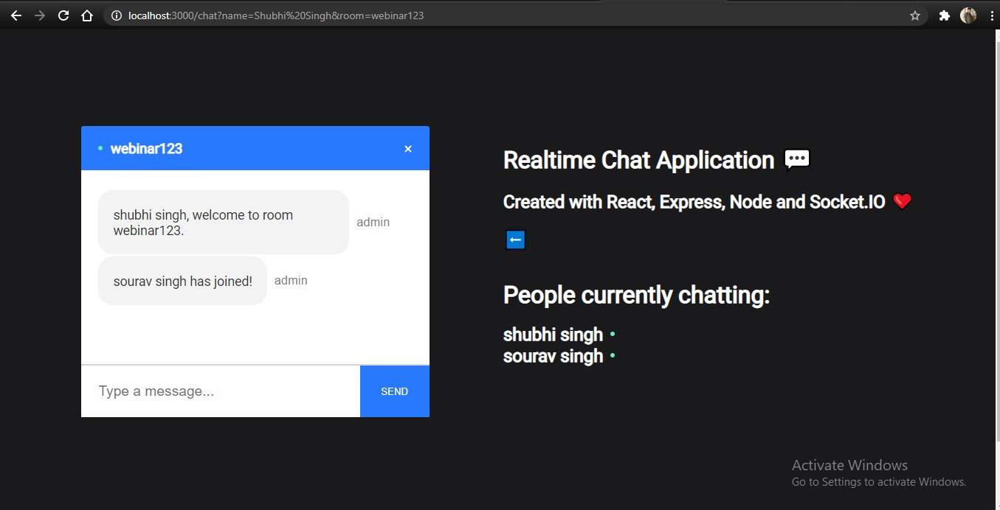 localhost:3000/chat?name=Shubhi%20Singh&room=webinar123
webinar123
shubhi singh, welcome to room
webinar123.
admin
sourav singh has joined!
admin
Type a message...
SEND
Realtime Chat Application 💬
Created with React, Express, Node and Socket.IO ❤️
⬅️
People currently chatting:
shubhi singh
sourav singh
Activate Windows
Go to Settings to activate Windows.